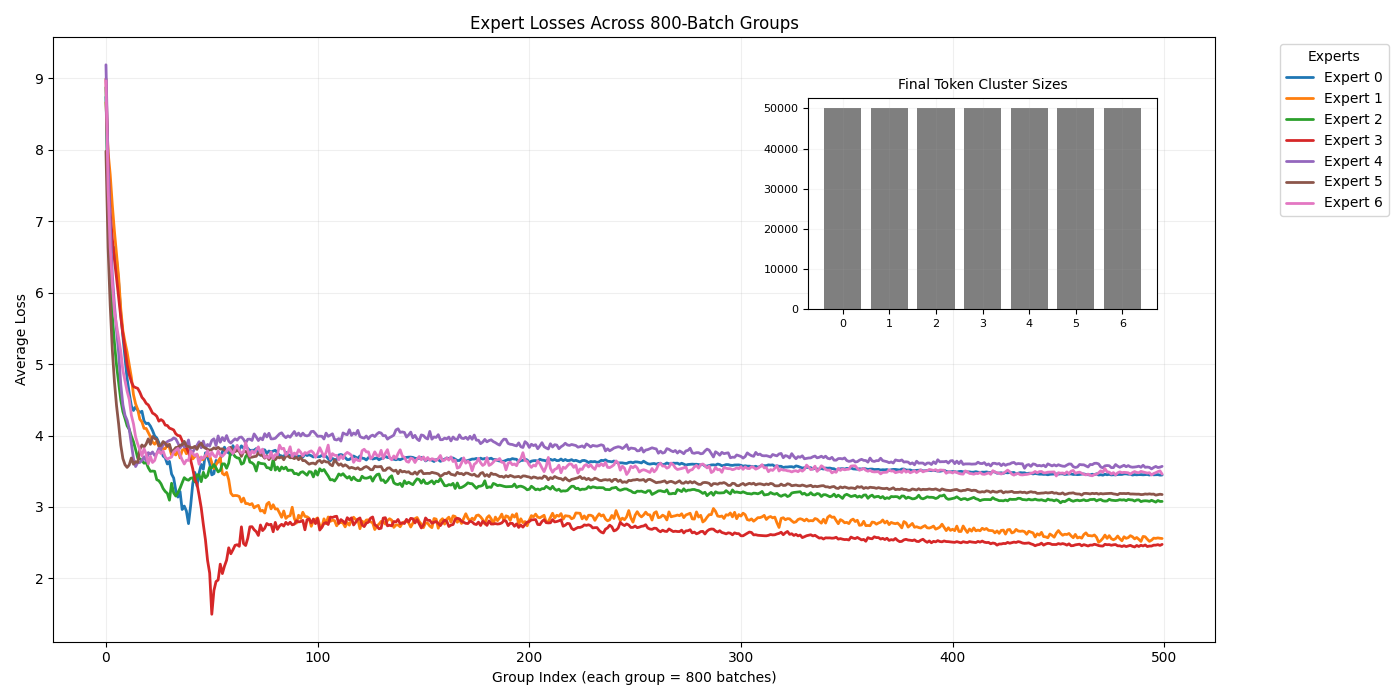 Expert Losses Across 800-Batch Groups
Experts
Expert 0
Expert 1
Expert 2
Expert 3
Expert 4
Expert 5
Expert 6
Final Token Cluster Sizes
50000
40000
30000
20000
10000
0
0 1 2 3 4 5 6
Average Loss
9
8
7
6
5
4
3
2
0 100 200 300 400 500
Group Index (each group = 800 batches)